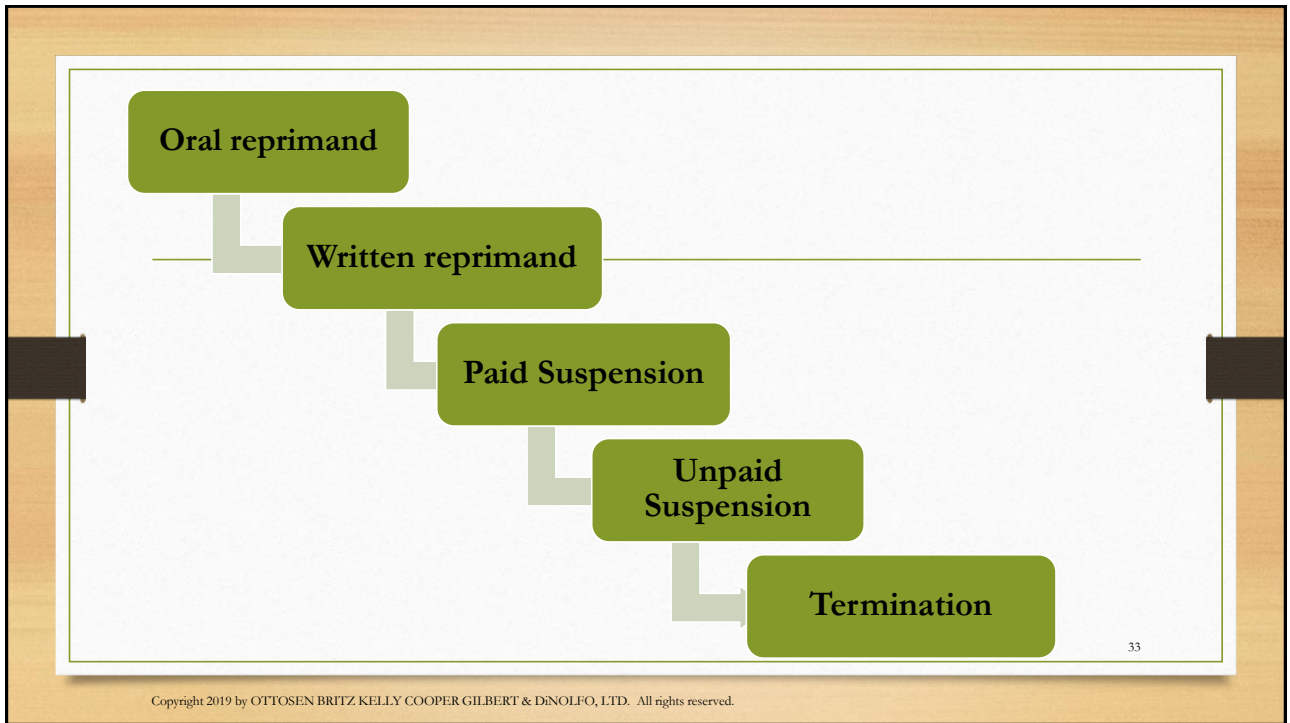 Oral reprimand
Written reprimand
Paid Suspension
Unpaid
Suspension
Termination
33
Copyright 2019 by OTTOSEN BRITZ KELLY COOPER GILBERT & DiNOLFO, LTD. All rights reserved.